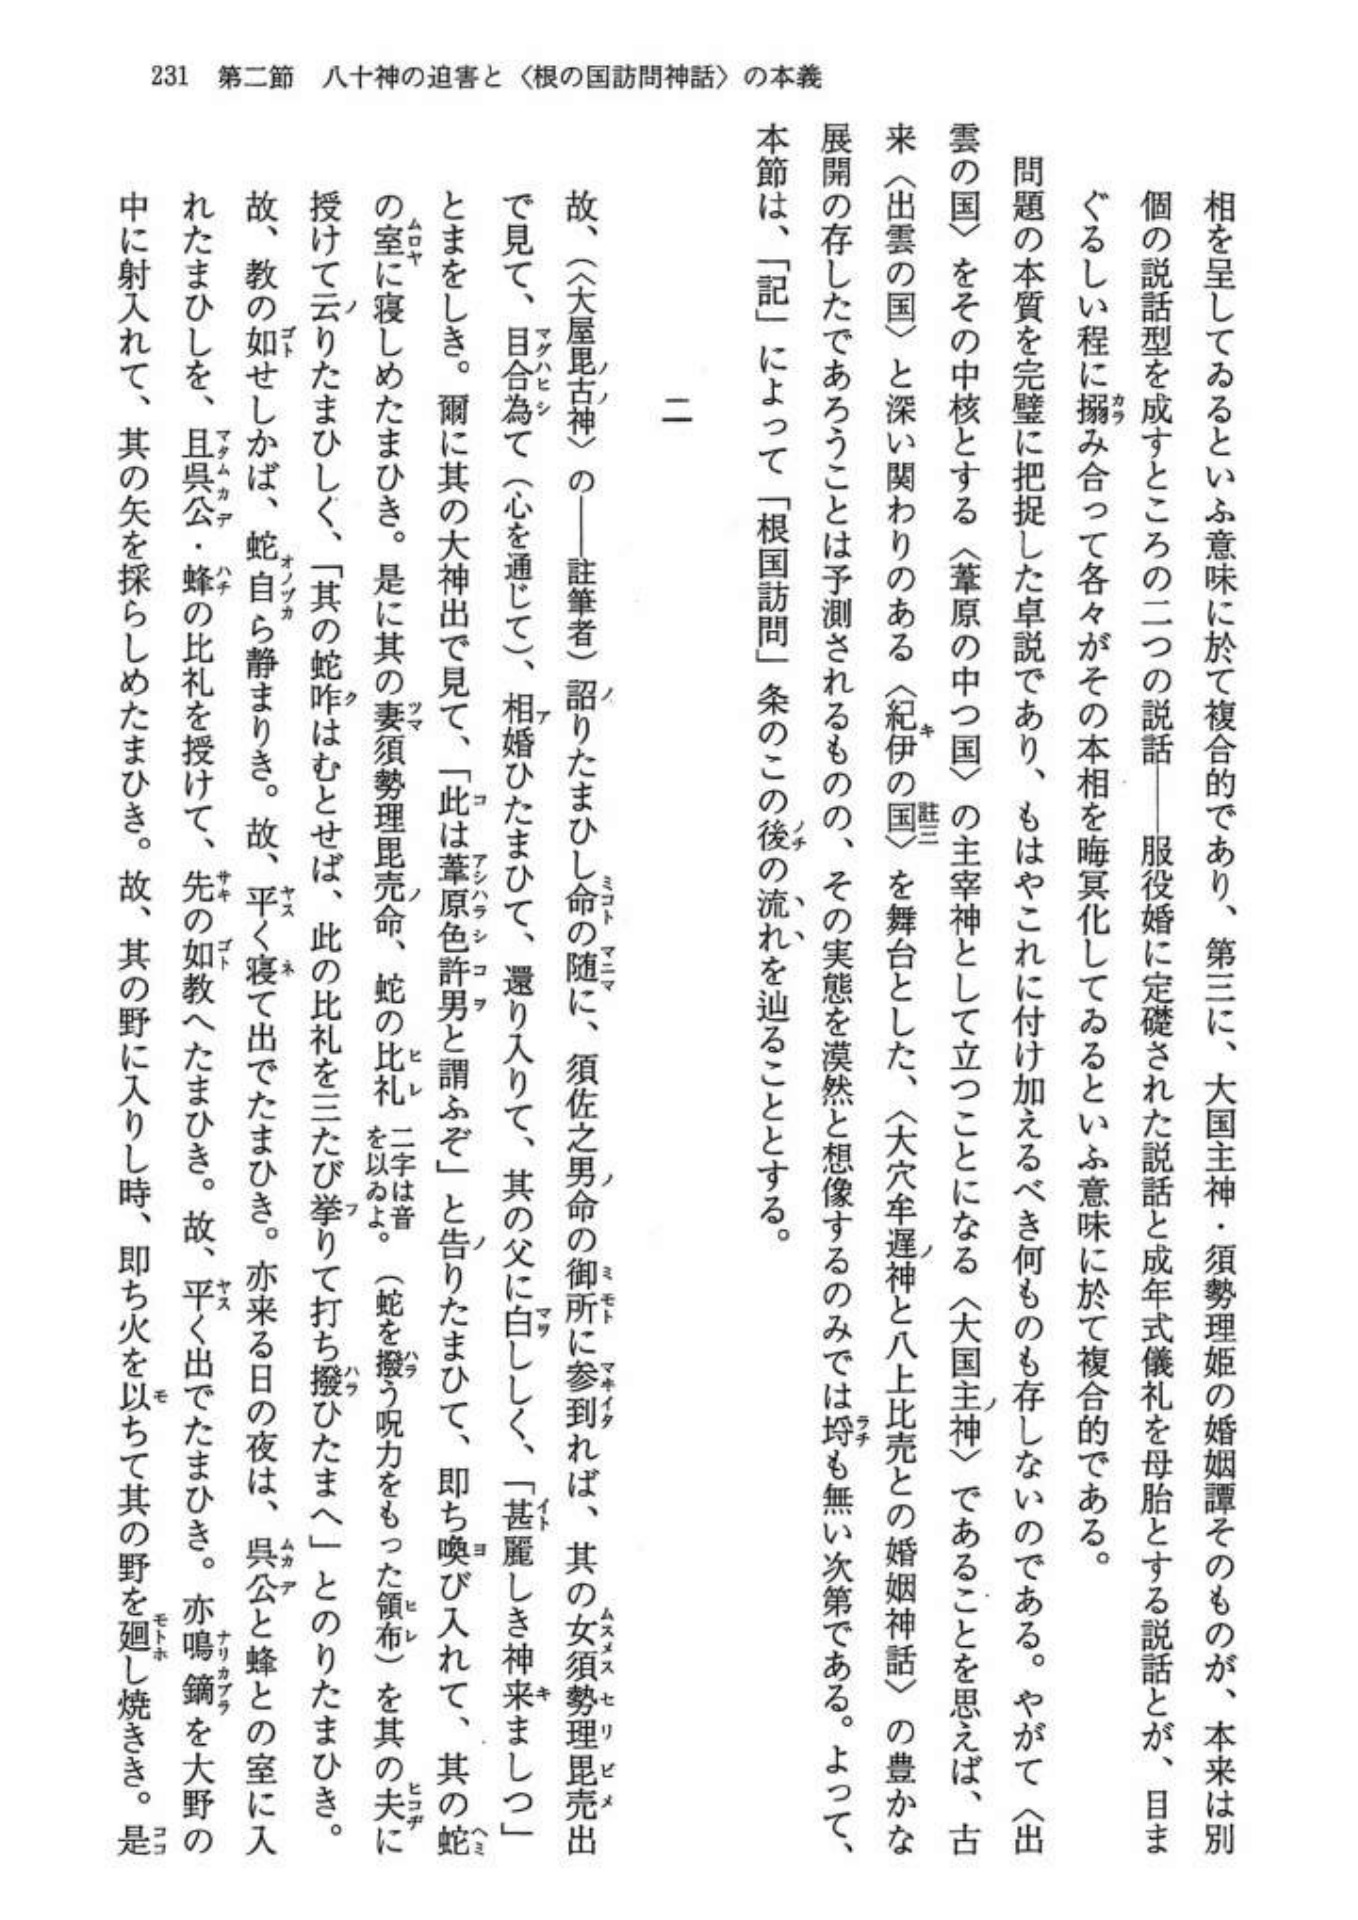 231　第二節　八十神の迫害と〈根の国訪問神話〉の本義
相を呈してゐるといふ意味に於て複合的であり、第三に、大国主神・須勢理姫の婚姻譚そのものが、本来は別
個の説話型を成すところの二つの説話――服役婚に定礎された説話と成年式儀礼を母胎とする説話とが、目ま
ぐるしい程に搦み合って各々がその本相を晦冥化してゐるといふ意味に於て複合的である。
問題の本質を完璧に把捉した卓説であり、もはやこれに付け加えるべき何ものも存しないのである。やがて〈出
雲の国〉をその中核とする〈葦原の中つ国〉の主宰神として立つことになる〈大国主神〉であることを思えば、古
来〈出雲の国〉と深い関わりのある〈紀伊の国〉註三を舞台とした、〈大穴牟遅神と八上比売との婚姻神話〉の豊かな
展開の存したであろうことは予測されるものの、その実態を漠然と想像するのみでは埒も無い次第である。よって、
本節は、「記」によって「根国訪問」条のこの後の流れを辿ることとする。
二
故、（〈大屋毘古神〉の――註筆者）詔りたまひし命の随に、須佐之男命の御所に参到れば、其の女須勢理毘売出
で見て、目合為て（心を通じて）、相婚ひたまひて、還り入りて、其の父に白ししく、「甚麗しき神来ましつ」
とまをしき。爾に其の大神出で見て、「此は葦原色許男と謂ふぞ」と告りたまひて、即ち喚び入れて、其の蛇
の室に寝しめたまひき。是に其の妻須勢理毘売命、蛇の比礼二字は音を以ゐよ。（蛇を撥う呪力をもった領布）を其の夫に
授けて云りたまひしく、「其の蛇咋はむとせば、此の比礼を三たび挙りて打ち撥ひたまへ」とのりたまひき。
故、教の如せしかば、蛇自ら静まりき。故、平く寝て出でたまひき。亦来る日の夜は、呉公と蜂との室に入
れたまひしを、且呉公・蜂の比礼を授けて、先の如教へたまひき。故、平く出でたまひき。亦鳴鏑を大野の
中に射入れて、其の矢を採らしめたまひき。故、其の野に入りし時、即ち火を以ちて其の野を廻し焼きき。是